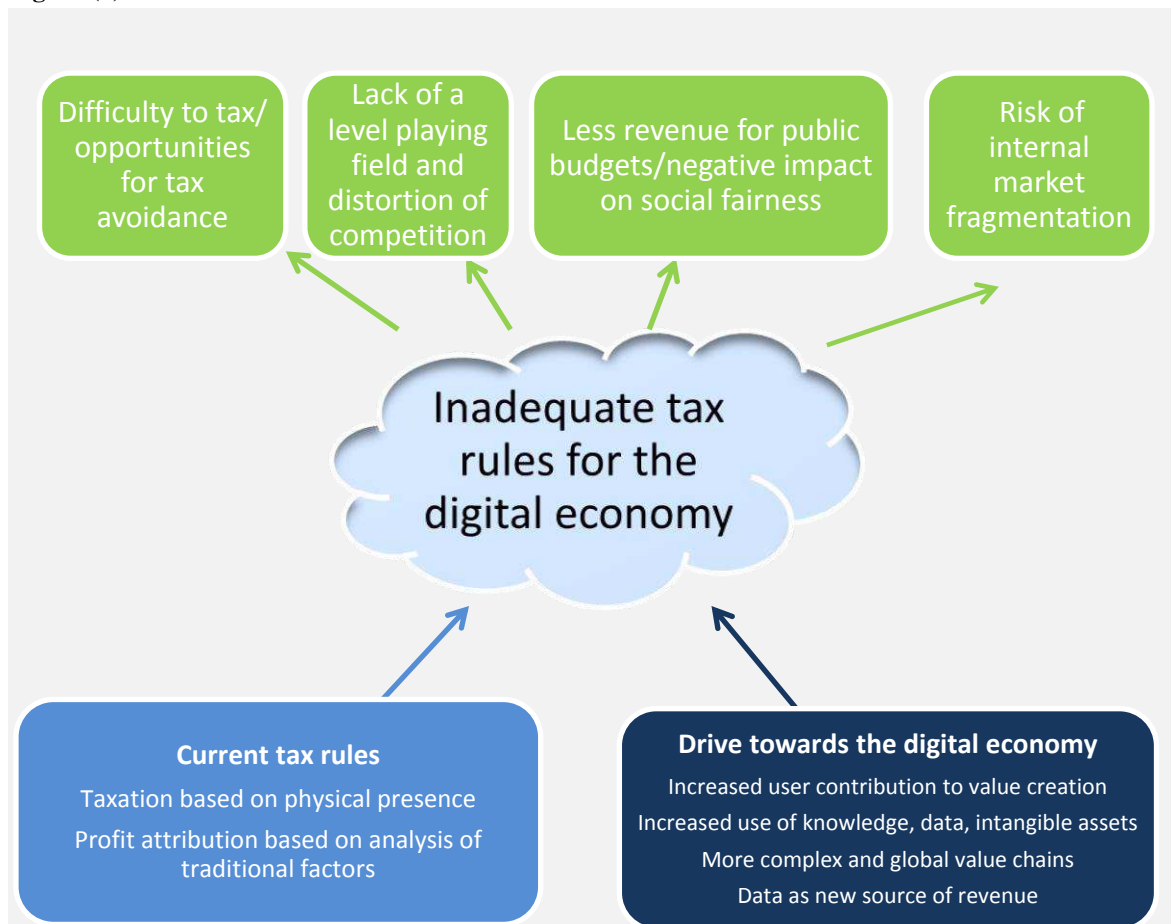 Difficulty to tax/
opportunities
for tax
avoidance
Lack of a
level playing
field and
distortion of
competition
Less revenue for public
budgets/negative impact
on social fairness
Risk of
internal
market
fragmentation
Inadequate tax
rules for the
digital economy
Current tax rules
Taxation based on physical presence
Profit attribution based on analysis of
traditional factors
Drive towards the digital economy
Increased user contribution to value creation
Increased use of knowledge, data, intangible assets
More complex and global value chains
Data as new source of revenue